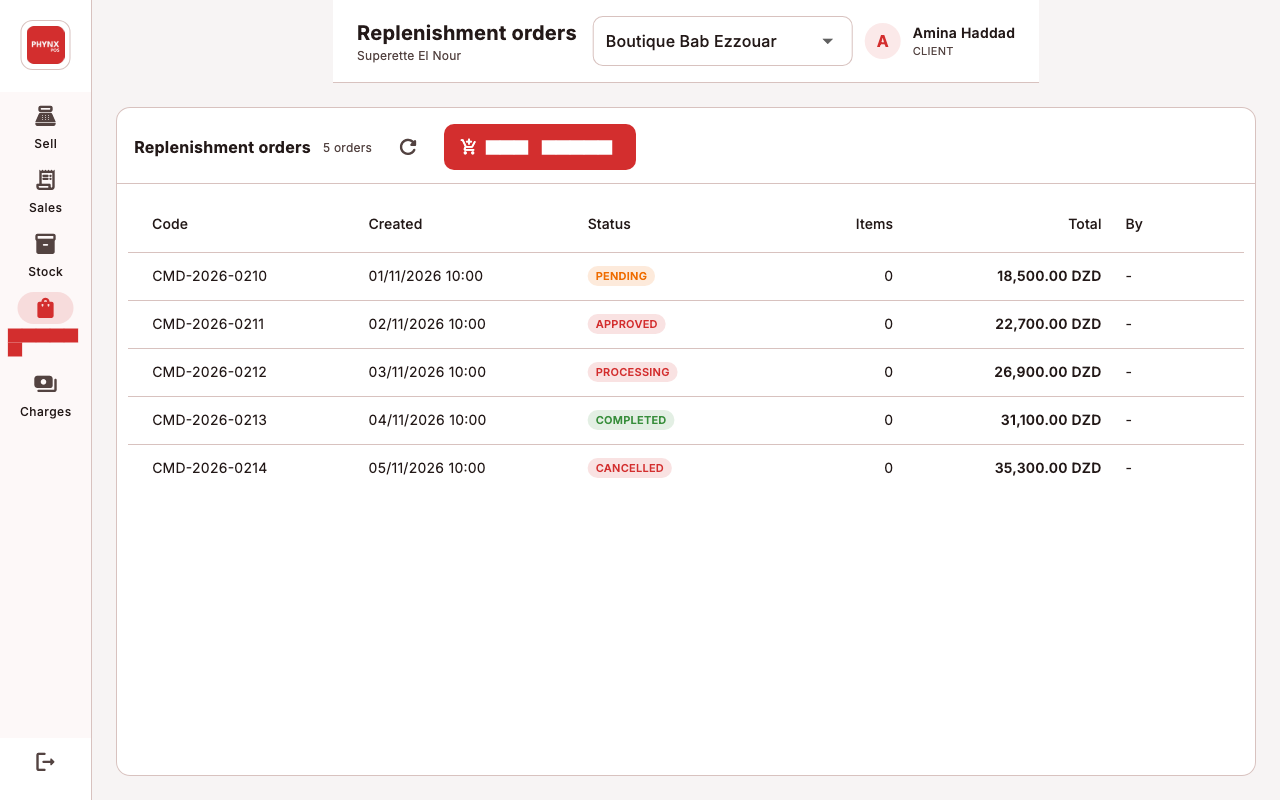 PHYNX
POS
Replenishment orders
Superette El Nour
Boutique Bab Ezzouar
A
Amina Haddad
CLIENT
Sell
Sales
Stock
Charges
Replenishment orders
5 orders
Code Created Status Items Total By
CMD-2026-0210 01/11/2026 10:00 PENDING 0 18,500.00 DZD -
CMD-2026-0211 02/11/2026 10:00 APPROVED 0 22,700.00 DZD -
CMD-2026-0212 03/11/2026 10:00 PROCESSING 0 26,900.00 DZD -
CMD-2026-0213 04/11/2026 10:00 COMPLETED 0 31,100.00 DZD -
CMD-2026-0214 05/11/2026 10:00 CANCELLED 0 35,300.00 DZD -